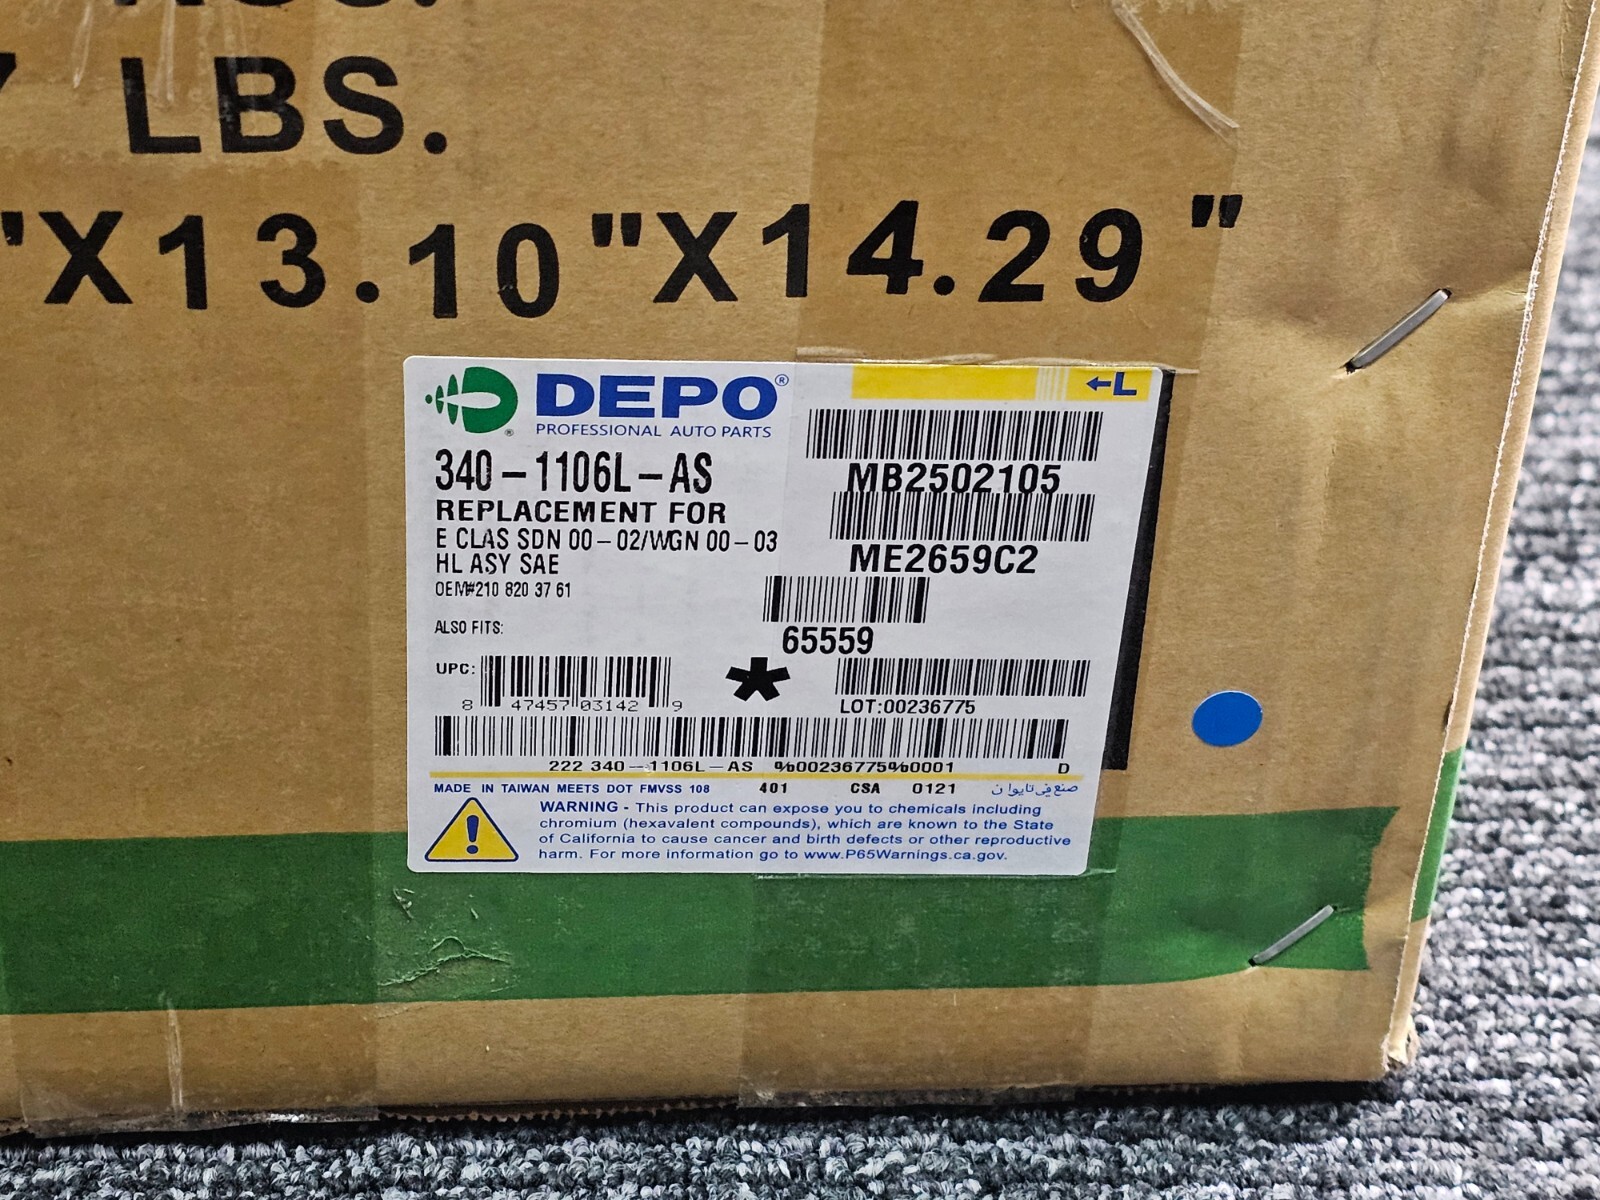 LBS.
"X13.10"X14.29"
DEPO®
PROFESSIONAL AUTO PARTS
®
←L
340-1106L-AS
REPLACEMENT FOR
E CLAS SDN 00-02/WGN 00-03
HL ASY SAE
OEM#210 820 37 61
ALSO FITS:
MB2502105
ME2659C2
65559
*
UPC:
8 47457 03142 9
LOT:00236775
222 340-1106L-AS %00236775%0001 D
MADE IN TAIWAN MEETS DOT FMVSS 108 401 CSA 0121 صنع في تايوان
WARNING - This product can expose you to chemicals including
chromium (hexavalent compounds), which are known to the State
of California to cause cancer and birth defects or other reproductive
harm. For more information go to www.P65Warnings.ca.gov.